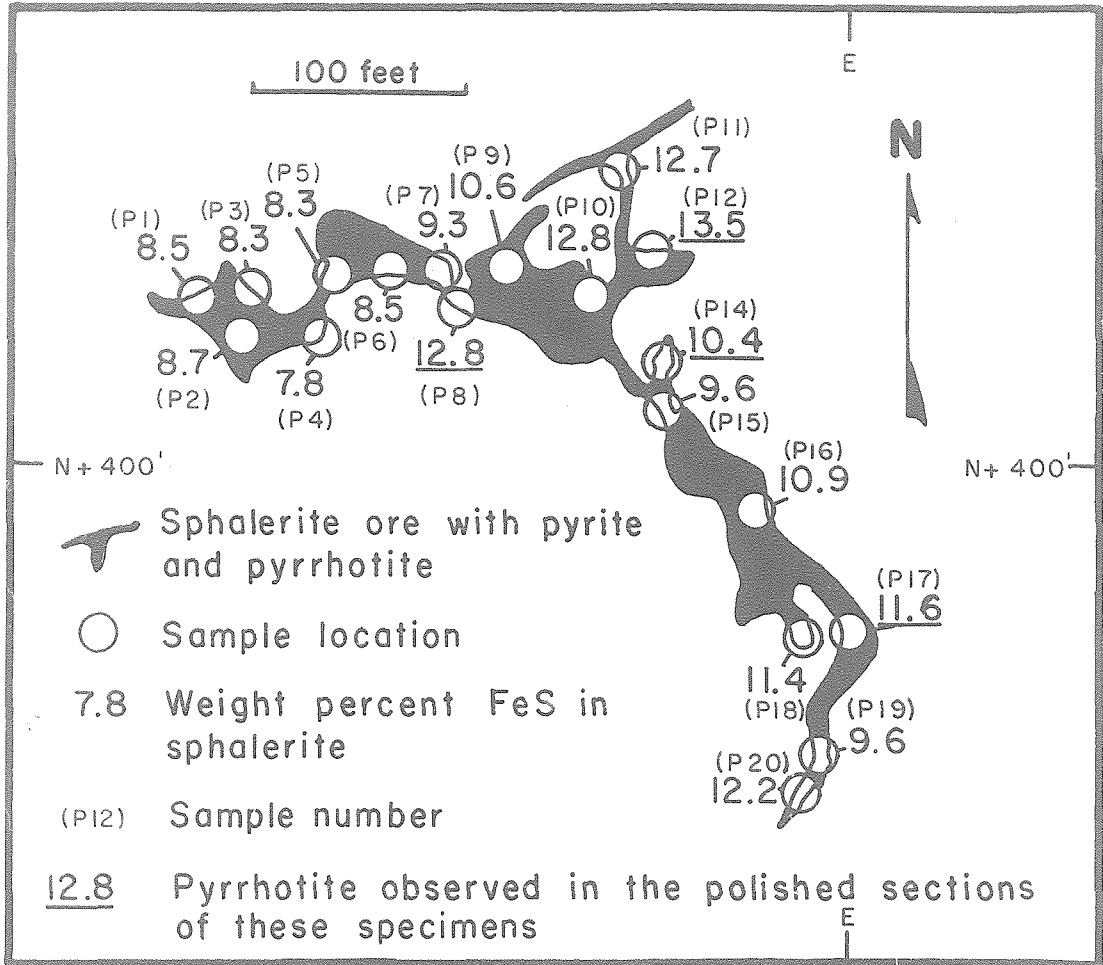 E
100 feet
N
(P11)
12.7
(P9)
10.6
(P5)
8.3
(P7)
9.3
(P12)
13.5
(P10)
12.8
(P3)
8.3
(P1)
8.5
8.5
(P6)
(P14)
10.4
12.8
(P8)
8.7
(P2)
7.8
(P4)
9.6
(P15)
N+400'
(P16)
10.9
N+400'
Sphalerite ore with pyrite
and pyrrhotite
(P17)
11.6
Sample location
11.4
(P18)
7.8 Weight percent FeS in
sphalerite
(P19)
9.6
(P20)
12.2
(P12) Sample number
12.8 Pyrrhotite observed in the polished sections
of these specimens
E